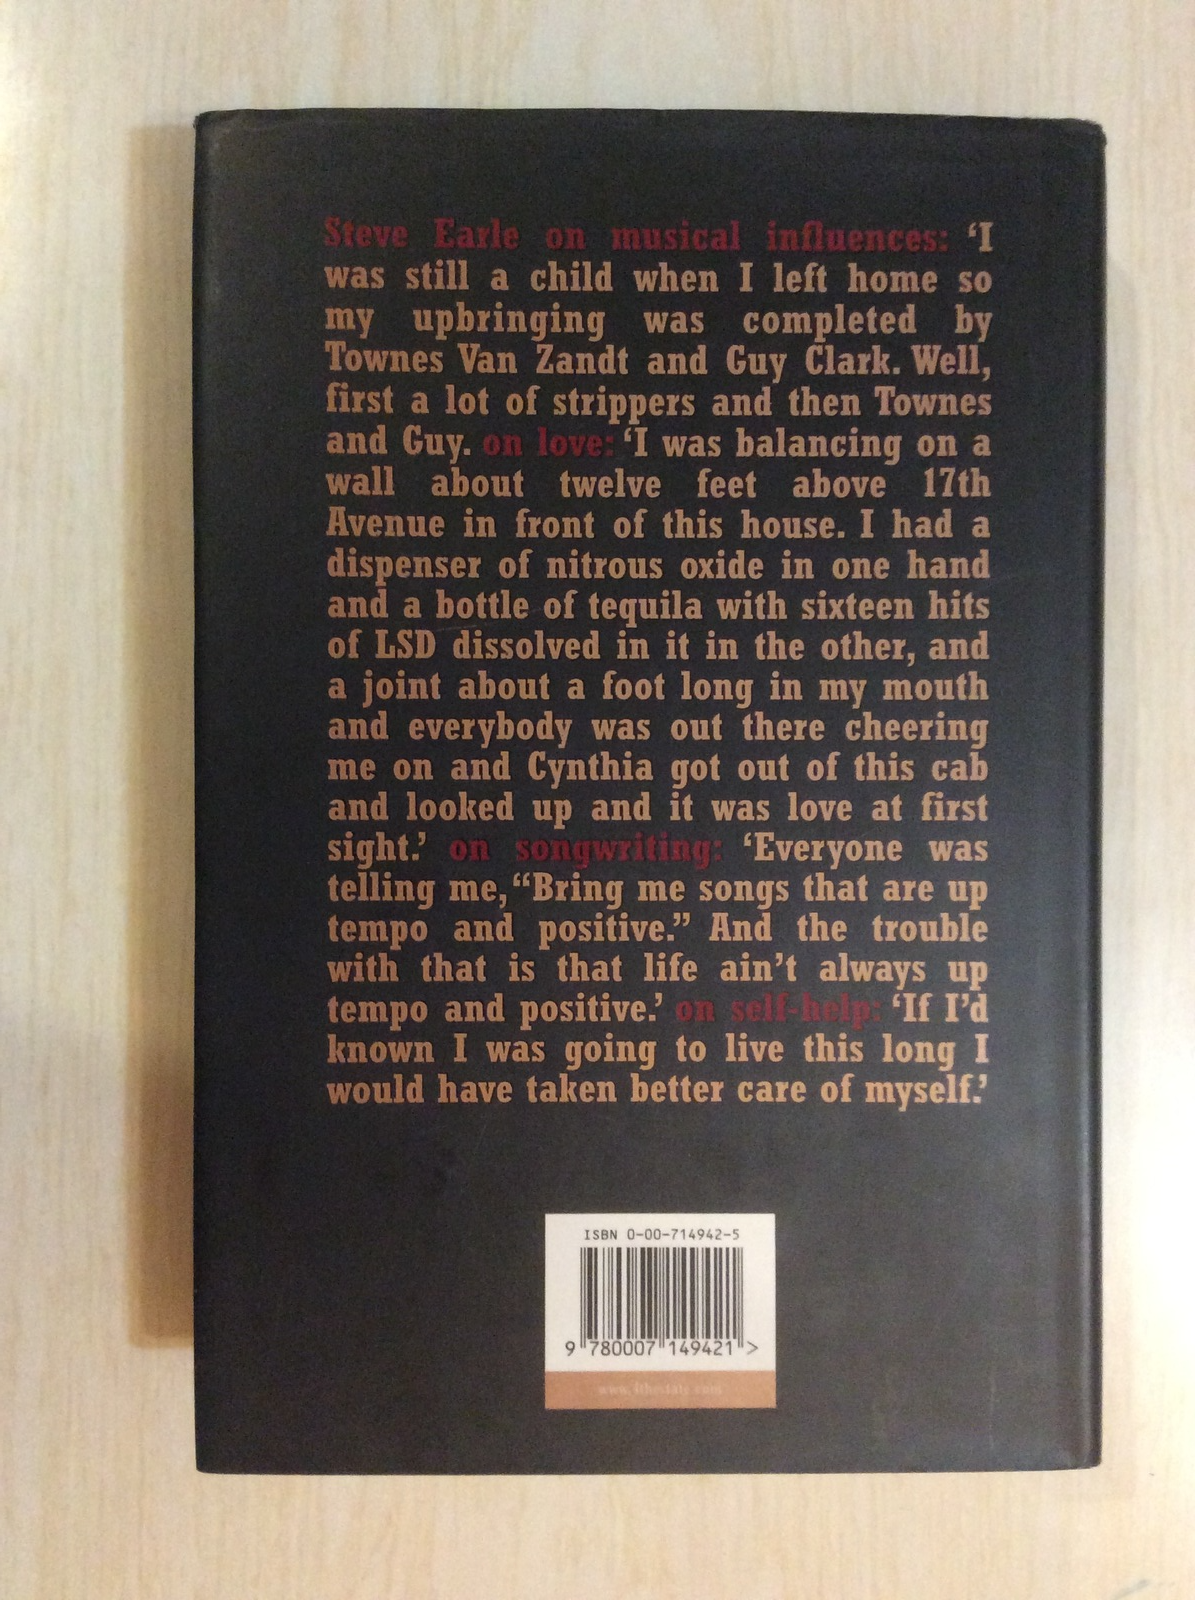 Steve Earle on musical influences: ‘I
was still a child when I left home so
my upbringing was completed by
Townes Van Zandt and Guy Clark. Well,
first a lot of strippers and then Townes
and Guy. on love: ‘I was balancing on a
wall about twelve feet above 17th
Avenue in front of this house. I had a
dispenser of nitrous oxide in one hand
and a bottle of tequila with sixteen hits
of LSD dissolved in it in the other, and
a joint about a foot long in my mouth
and everybody was out there cheering
me on and Cynthia got out of this cab
and looked up and it was love at first
sight.’ on songwriting: ‘Everyone was
telling me, “Bring me songs that are up
tempo and positive.” And the trouble
with that is that life ain’t always up
tempo and positive.’ on self-help: ‘If I’d
known I was going to live this long I
would have taken better care of myself.’
ISBN 0-00-714942-5
9 780007 149421 >